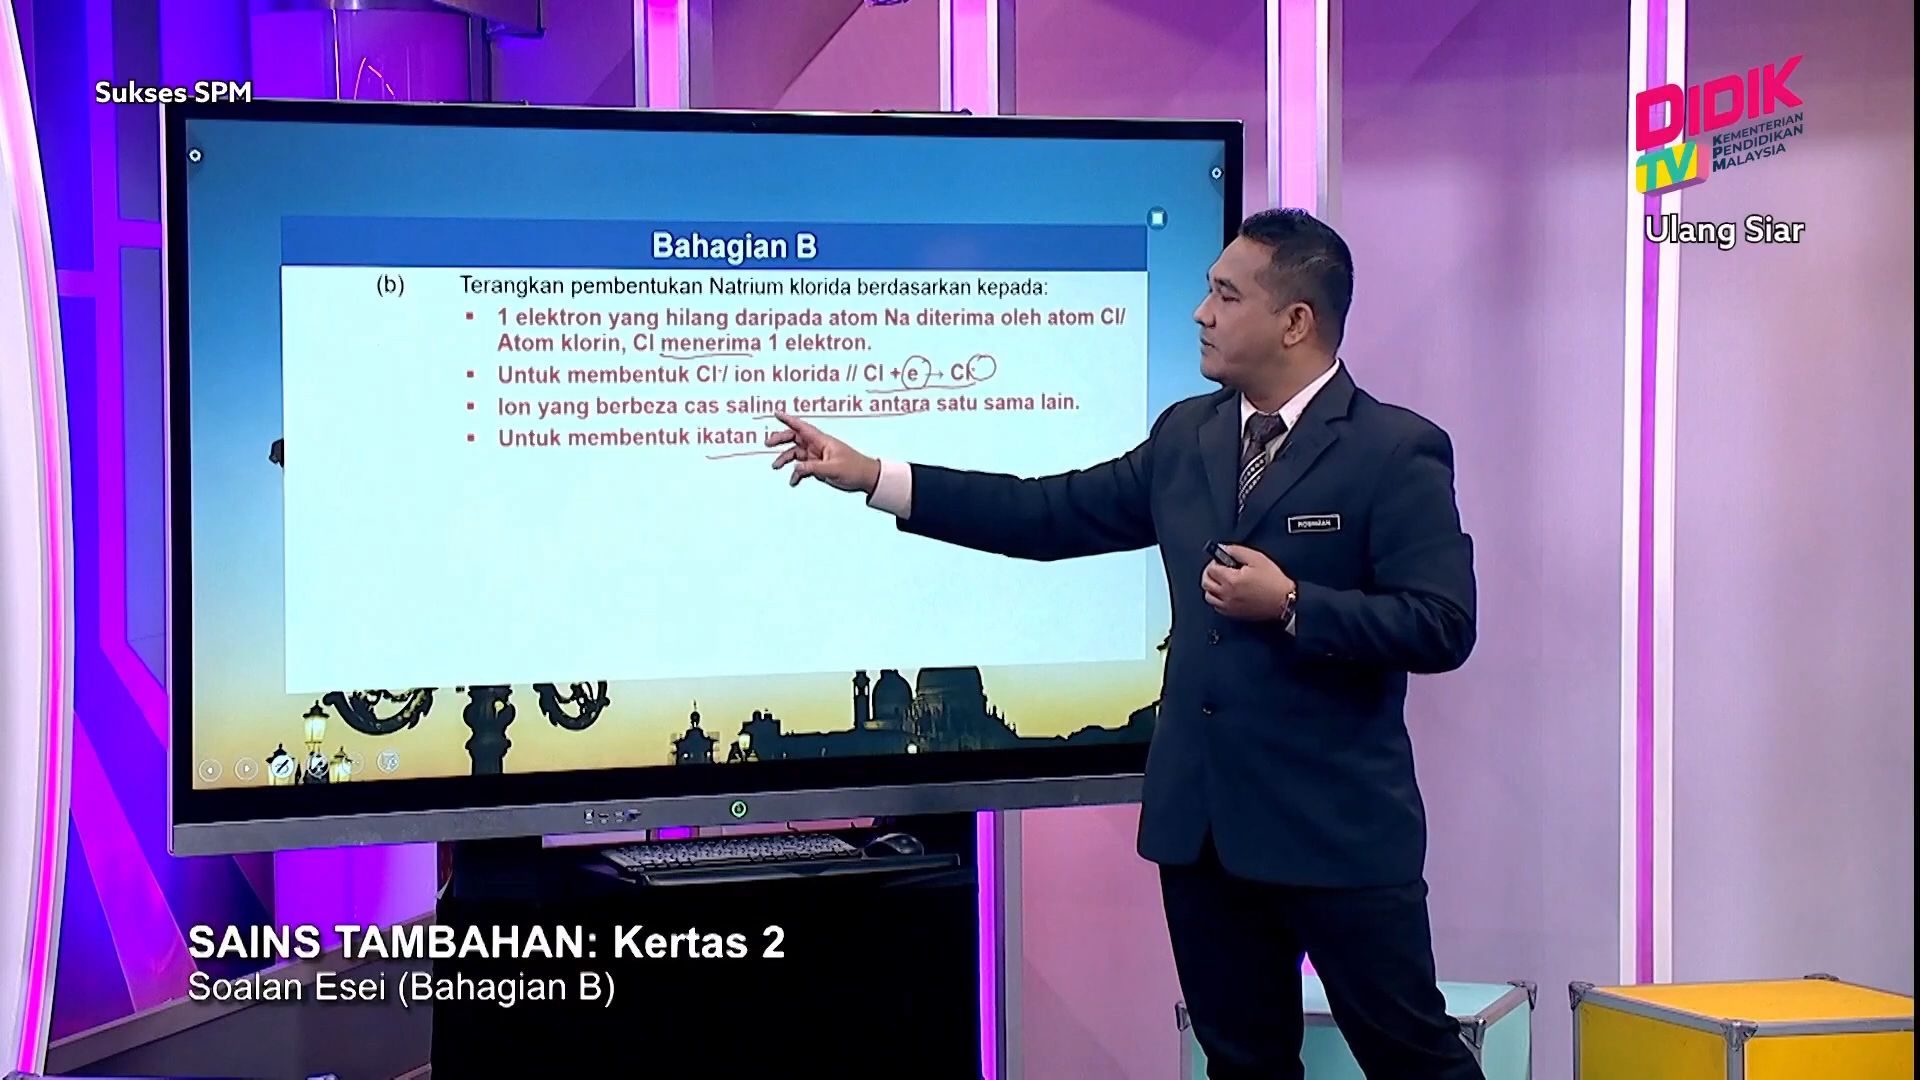 Sukses SPM
DIDIK
TV
KEMENTERIAN
PENDIDIKAN
MALAYSIA
Ulang Siar
Bahagian B
(b) Terangkan pembentukan Natrium klorida berdasarkan kepada:
▪ 1 elektron yang hilang daripada atom Na diterima oleh atom Cl/
Atom klorin, Cl menerima 1 elektron.
▪ Untuk membentuk Cl⁻/ ion klorida // Cl + e → Cl
▪ Ion yang berbeza cas saling tertarik antara satu sama lain.
▪ Untuk membentuk ikatan
SAINS TAMBAHAN: Kertas 2
Soalan Esei (Bahagian B)